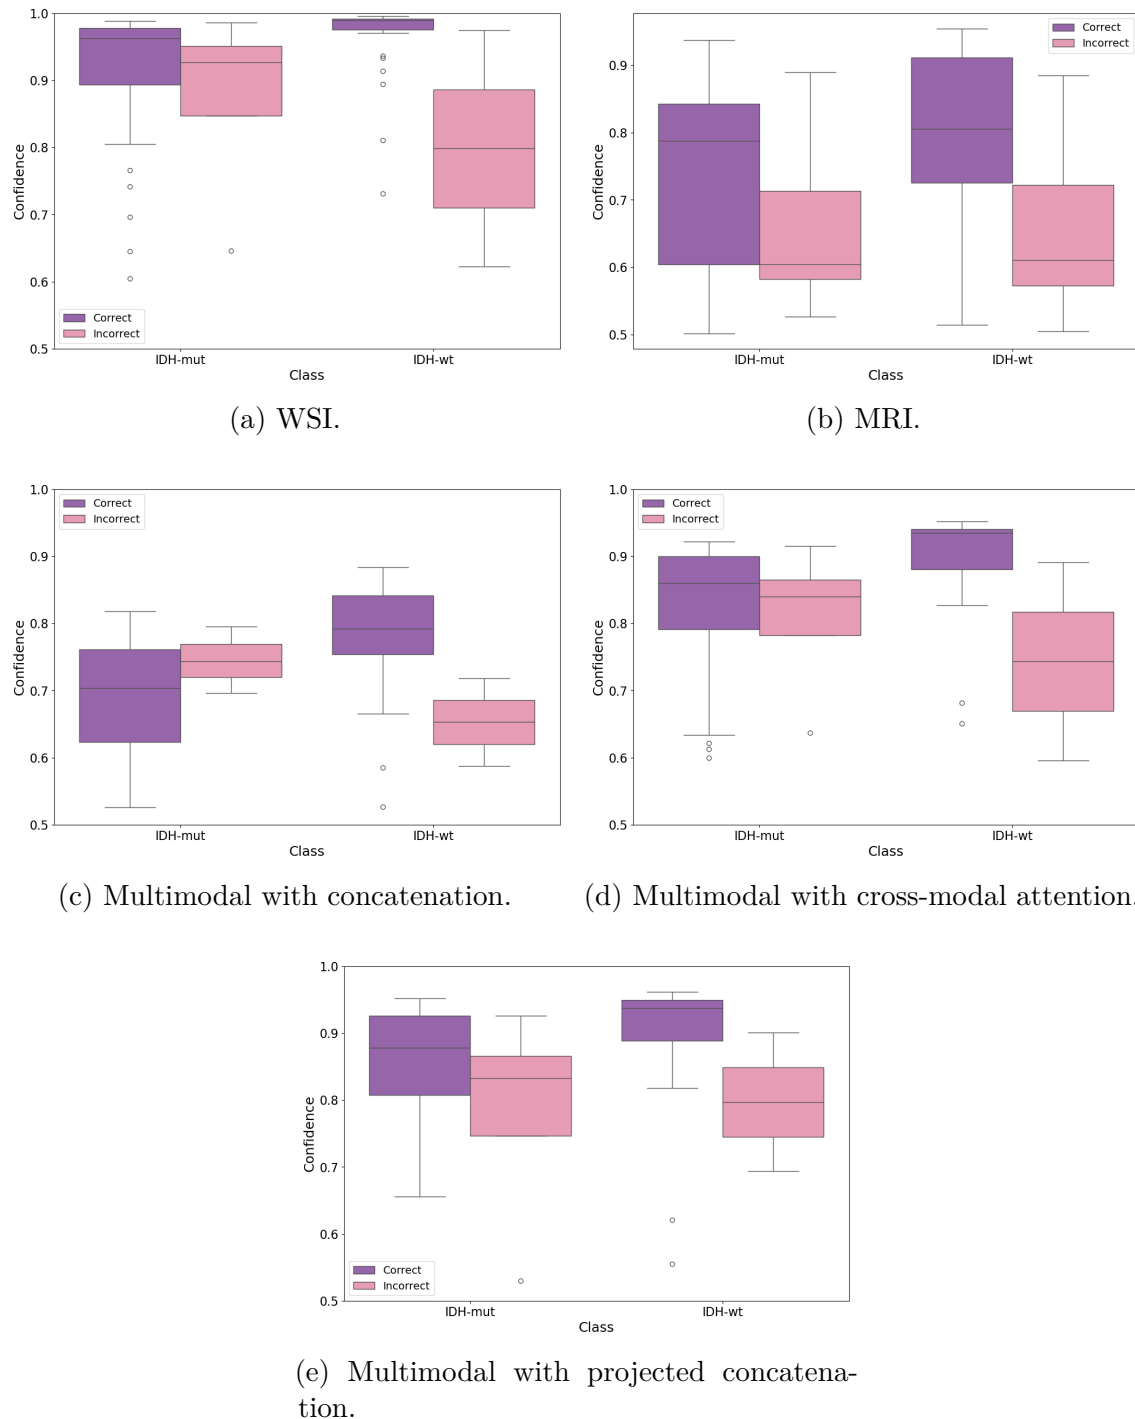 1.0
0.9
0.8
0.7
0.6
0.5
Confidence
Correct
Incorrect
IDH-mut IDH-wt
Class
(a) WSI.
0.9
0.8
0.7
0.6
0.5
Confidence
Correct
Incorrect
IDH-mut IDH-wt
Class
(b) MRI.
1.0
0.9
0.8
0.7
0.6
0.5
Confidence
Correct
Incorrect
IDH-mut IDH-wt
Class
(c) Multimodal with concatenation.
1.0
0.9
0.8
0.7
0.6
0.5
Confidence
Correct
Incorrect
IDH-mut IDH-wt
Class
(d) Multimodal with cross-modal attention.
1.0
0.9
0.8
0.7
0.6
0.5
Confidence
Correct
Incorrect
IDH-mut IDH-wt
Class
(e) Multimodal with projected concatena-
tion.